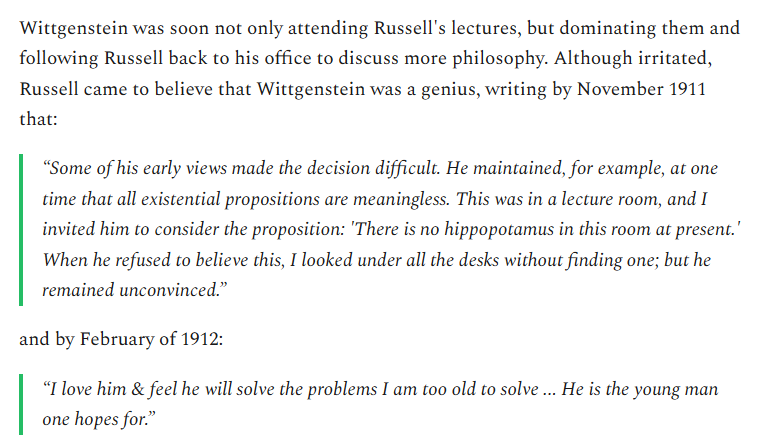 Wittgenstein was soon not only attending Russell's lectures, but dominating them and
following Russell back to his office to discuss more philosophy. Although irritated,
Russell came to believe that Wittgenstein was a genius, writing by November 1911
that:
“Some of his early views made the decision difficult. He maintained, for example, at one
time that all existential propositions are meaningless. This was in a lecture room, and I
invited him to consider the proposition: 'There is no hippopotamus in this room at present.'
When he refused to believe this, I looked under all the desks without finding one; but he
remained unconvinced.”
and by February of 1912:
“I love him & feel he will solve the problems I am too old to solve ... He is the young man
one hopes for.”